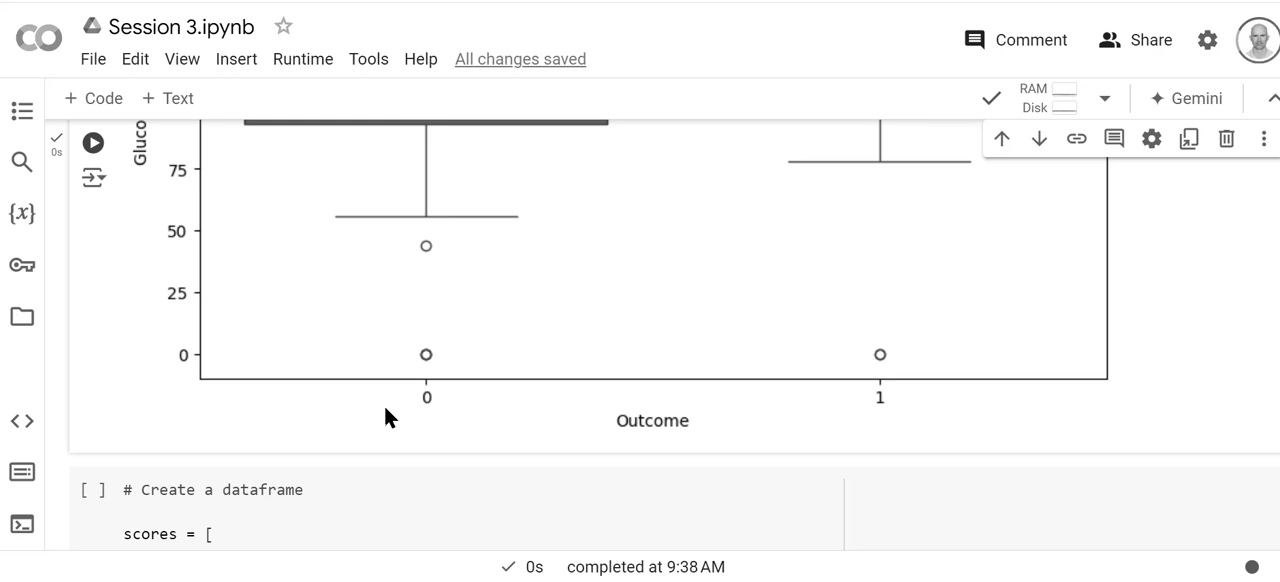 Session 3.ipynb
File Edit View Insert Runtime Tools Help All changes saved
Comment Share
+ Code + Text
RAM
Disk
Gemini
0s
Gluco
75
50
25
0
0 1
Outcome
[ ] # Create a dataframe
scores = [
0s completed at 9:38 AM